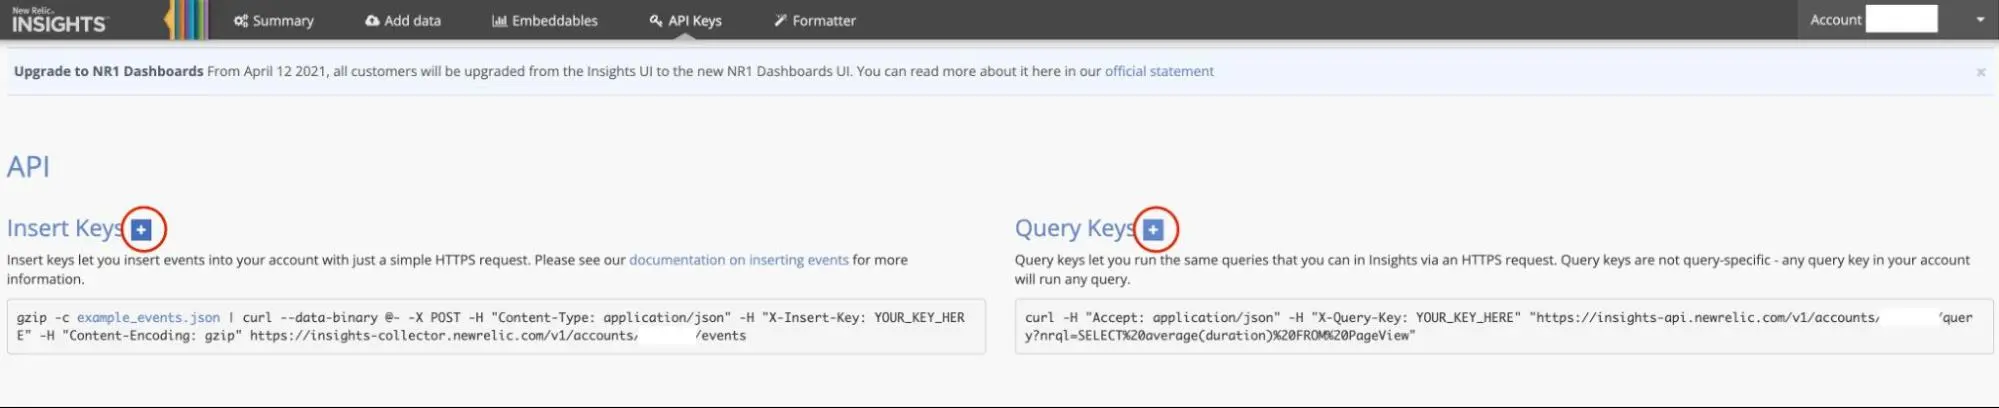 New Relic.
INSIGHTS
Summary
Add data
Embeddables
API Keys
Formatter
Account
Upgrade to NR1 Dashboards From April 12 2021, all customers will be upgraded from the Insights UI to the new NR1 Dashboards UI. You can read more about it here in our official statement
×
API
Insert Keys +
Insert keys let you insert events into your account with just a simple HTTPS request. Please see our documentation on inserting events for more
information.
gzip -c example_events.json | curl --data-binary @- -X POST -H "Content-Type: application/json" -H "X-Insert-Key: YOUR_KEY_HER
E" -H "Content-Encoding: gzip" https://insights-collector.newrelic.com/v1/accounts/ /events
Query Keys +
Query keys let you run the same queries that you can in Insights via an HTTPS request. Query keys are not query-specific - any query key in your account
will run any query.
curl -H "Accept: application/json" -H "X-Query-Key: YOUR_KEY_HERE" "https://insights-api.newrelic.com/v1/accounts/ /quer
y?nrql=SELECT%20average(duration)%20FROM%20PageView"